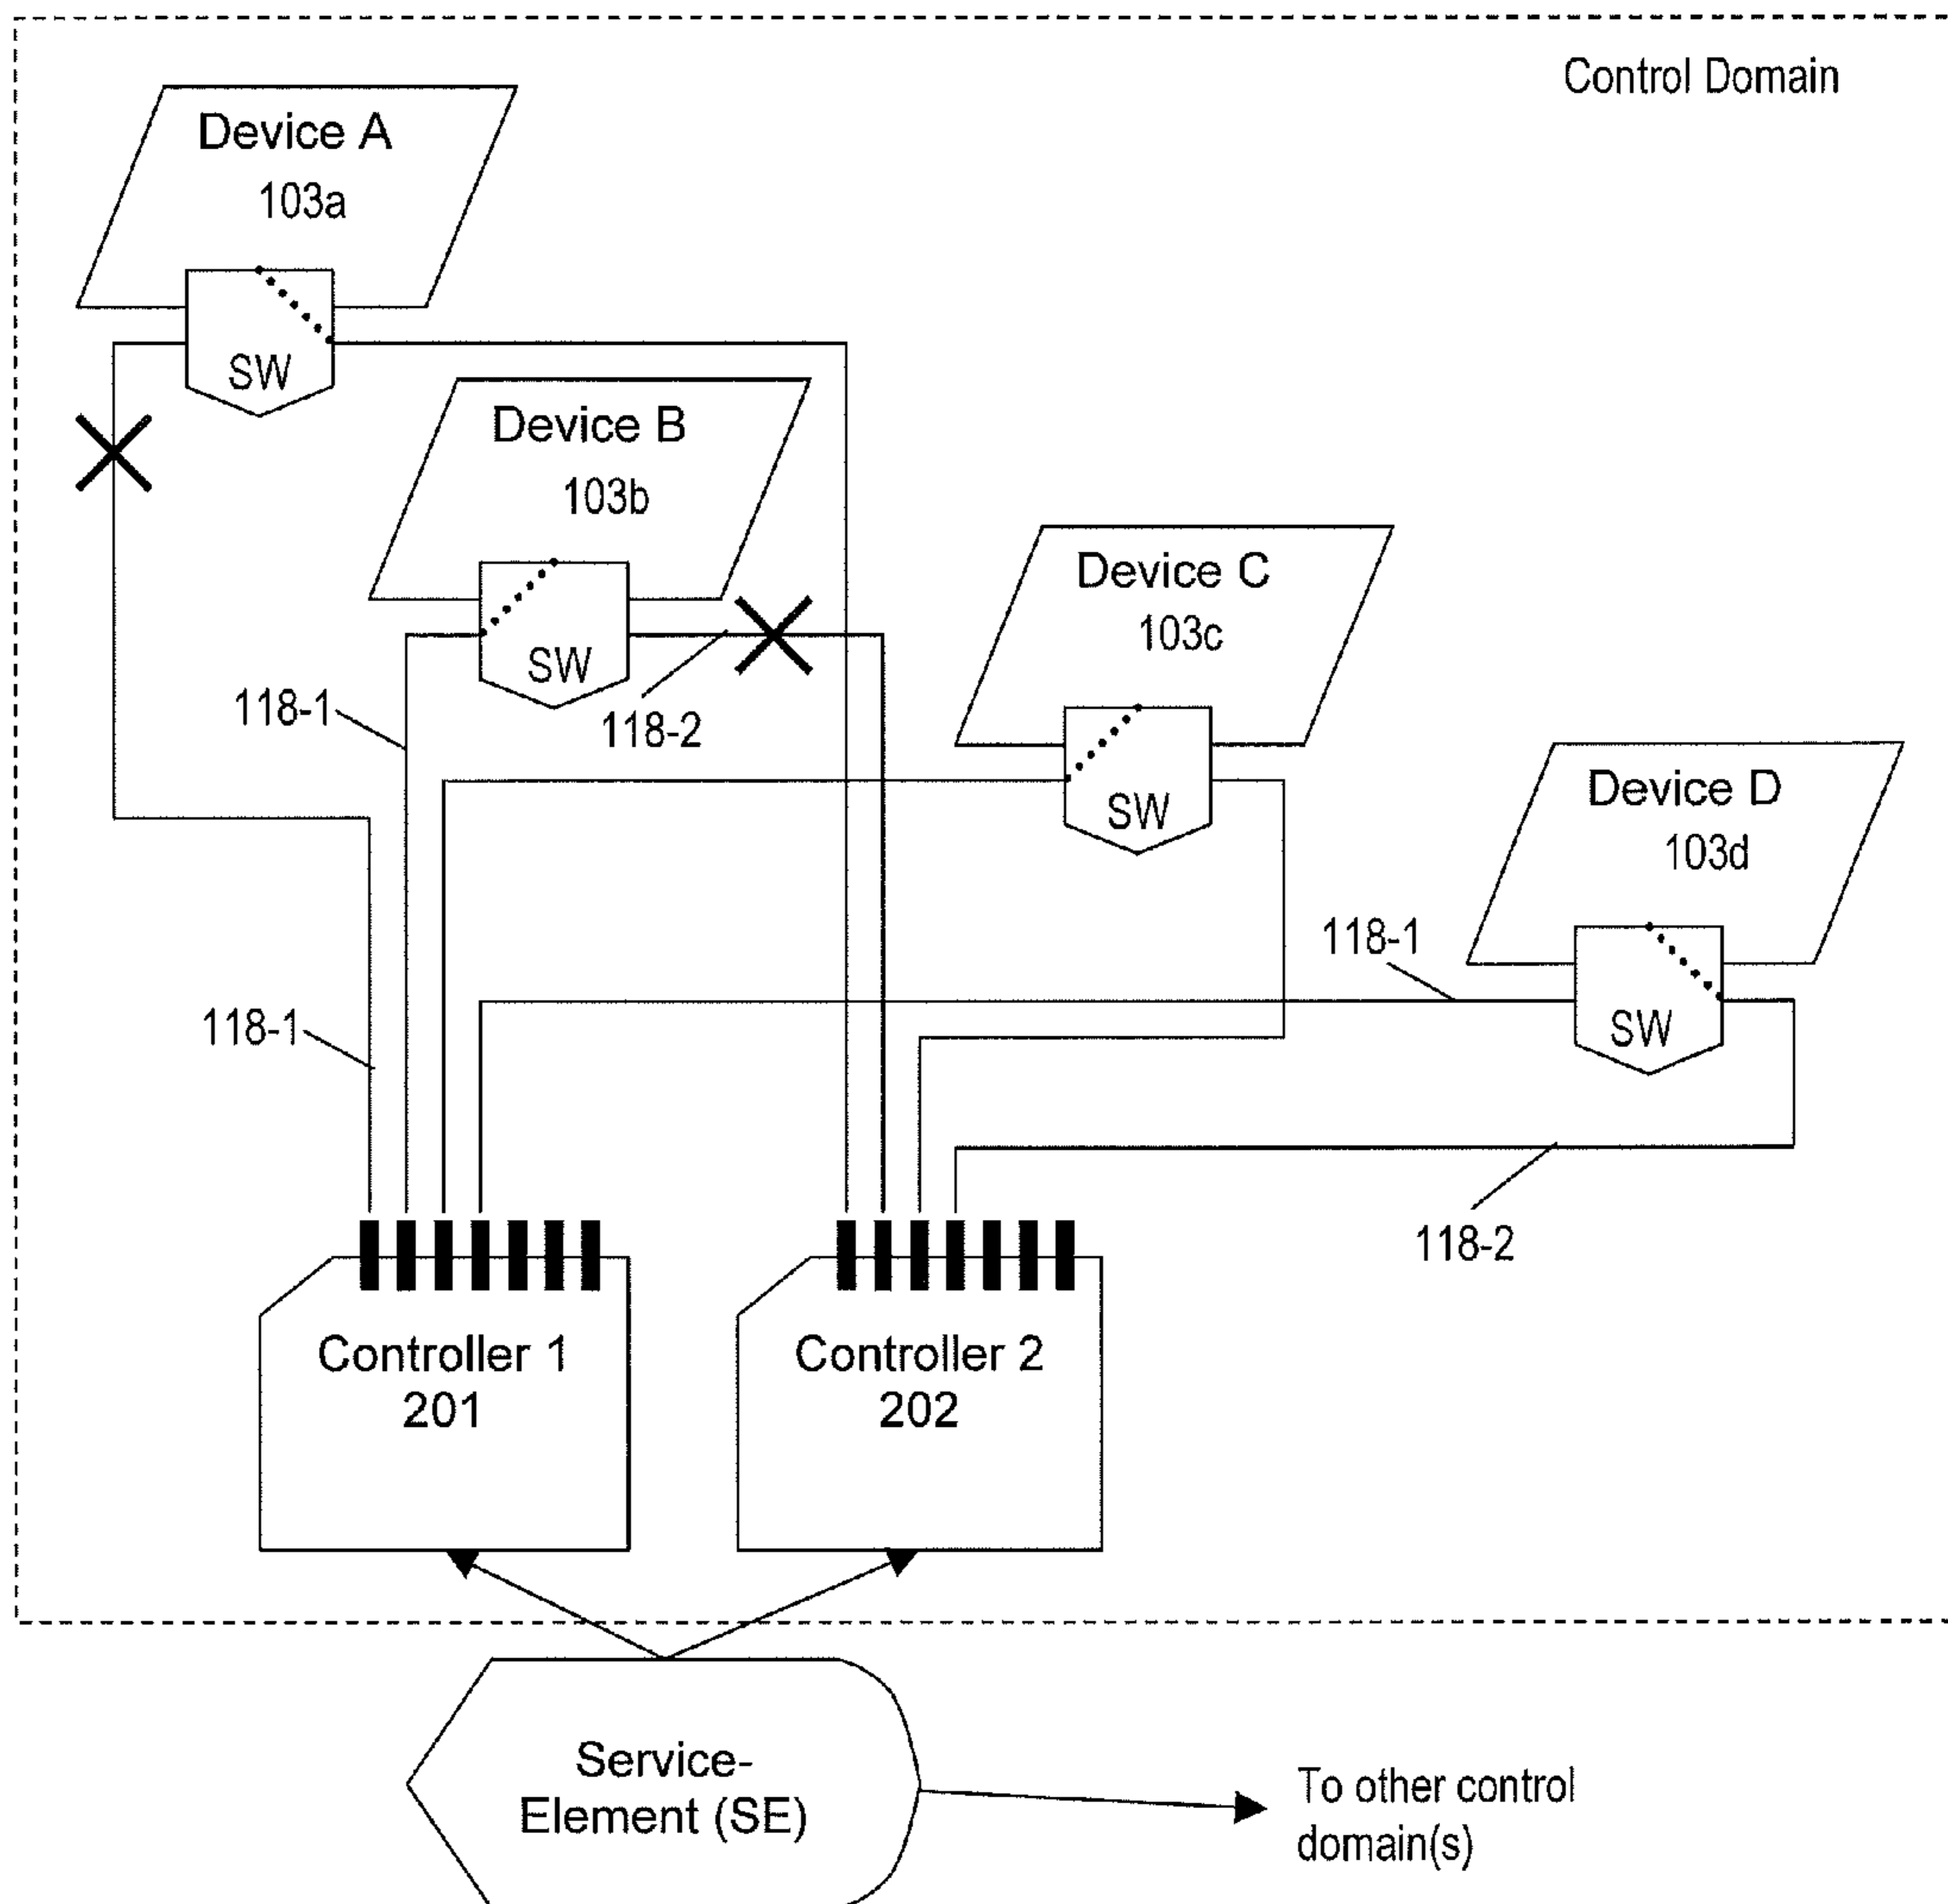 Control Domain
Device A
103a
SW
Device B
103b
SW
118-1
118-2
Device C
103c
SW
Device D
103d
SW
118-1
118-1
118-2
Controller 1
201
Controller 2
202
Service-
Element (SE)
To other control
domain(s)